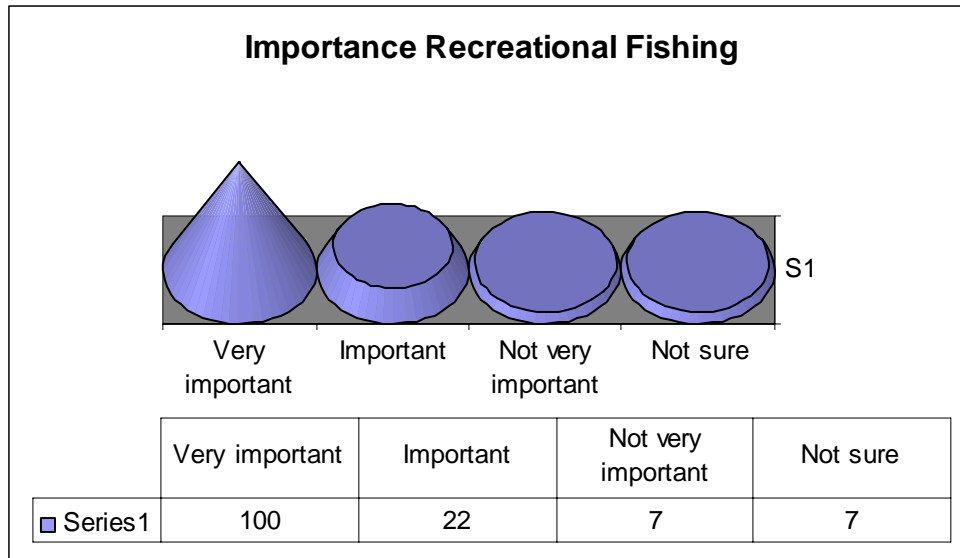 Importance Recreational Fishing
S1
Very important
Important
Not very important
Not sure
Very important Important Not very important Not sure
Series1 100 22 7 7